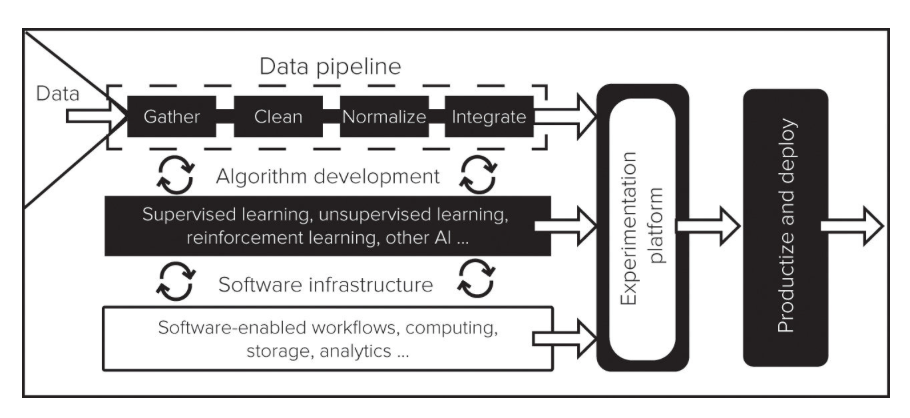 Data pipeline
Data
Gather
Clean
Normalize
Integrate
Algorithm development
Supervised learning, unsupervised learning,
reinforcement learning, other AI ...
Software infrastructure
Software-enabled workflows, computing,
storage, analytics ...
Experimentation
platform
Productize and deploy